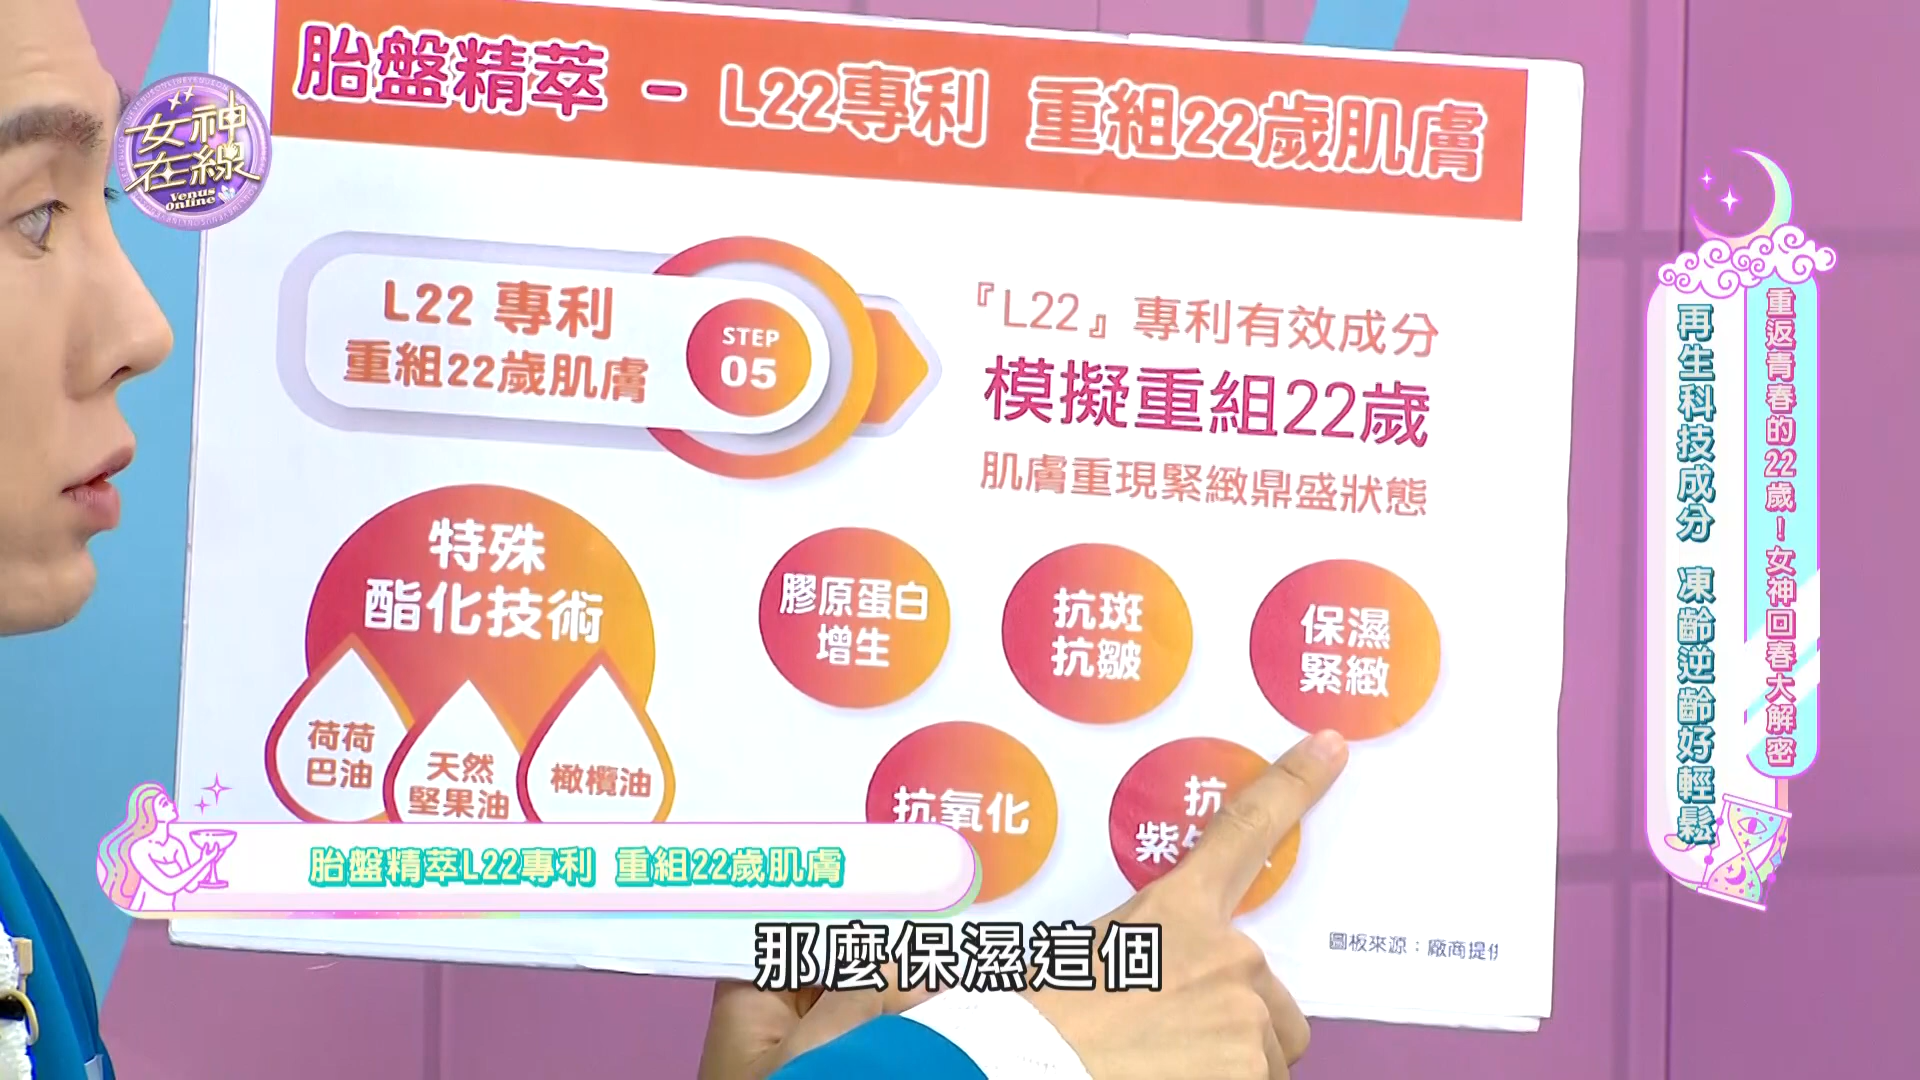 胎盤精萃 - L22專利 重組22歲肌膚
女神
在線
Venus
Online
L22 專利
重組22歲肌膚
STEP
05
『L22』專利有效成分
模擬重組22歲
肌膚重現緊緻鼎盛狀態
特殊
酯化技術
荷荷
巴油
天然
堅果油
橄欖油
膠原蛋白
增生
抗斑
抗皺
保濕
緊緻
抗氧化
抗
紫
圖板來源：廠商提供
重返青春的22歲！女神回春大解密
再生科技成分 凍齡逆齡好輕鬆
胎盤精萃L22專利 重組22歲肌膚
那麼保濕這個